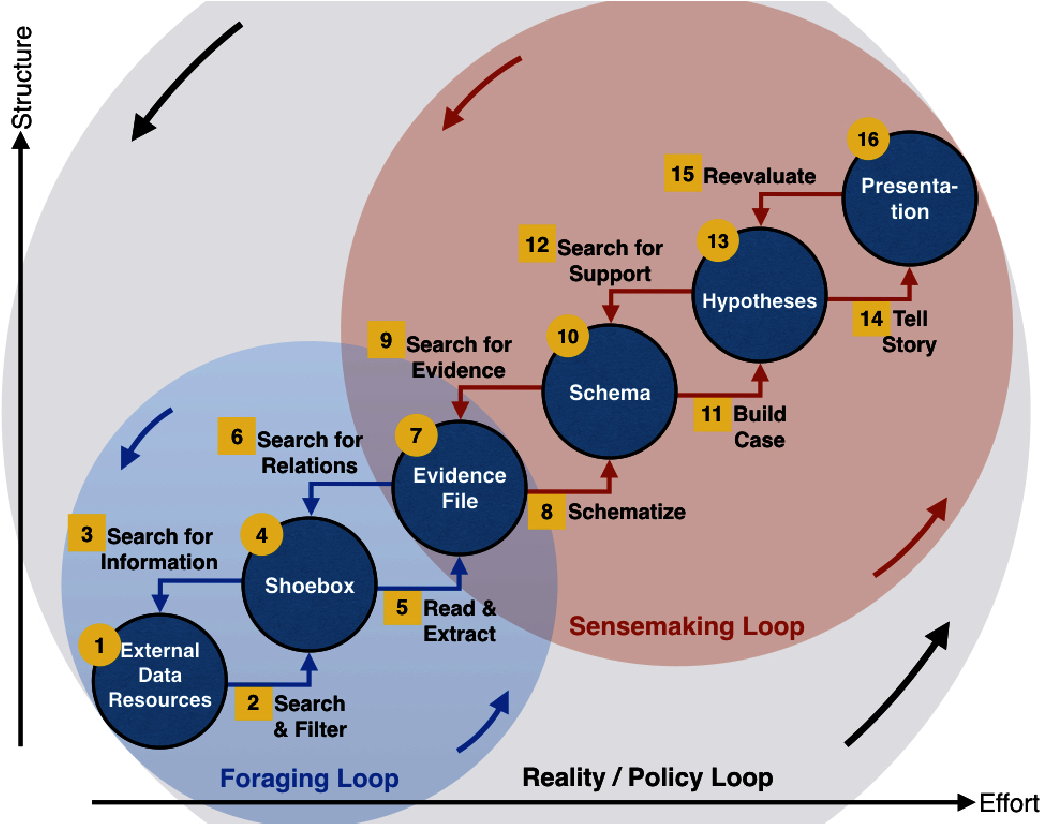 Structure
16
Presenta-
tion
15 Reevaluate
13
Hypotheses
14 Tell
Story
12 Search for
Support
10
Schema
11 Build
Case
9 Search for
Evidence
7
Evidence
File
8 Schematize
6 Search for
Relations
4
Shoebox
5 Read &
Extract
3 Search for
Information
1
External
Data
Resources
2 Search
& Filter
Sensemaking Loop
Foraging Loop
Reality / Policy Loop
Effort